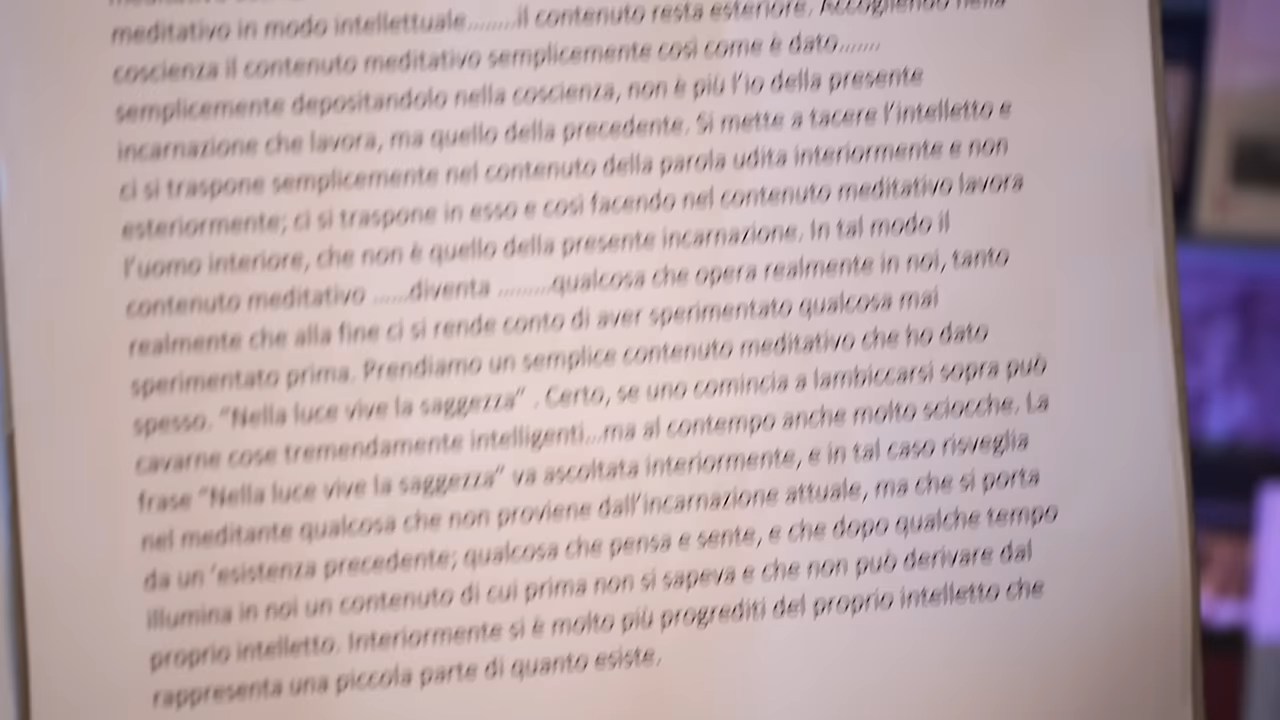 meditativo in modo intellettuale........il contenuto resta esteriore. Accogliendo nella
coscienza il contenuto meditativo semplicemente così come è dato.......
semplicemente depositandolo nella coscienza, non è più l'io della presente
incarnazione che lavora, ma quello della precedente. Si mette a tacere l'intelletto e
ci si traspone semplicemente nel contenuto della parola udita interiormente e non
esteriormente; ci si traspone in esso e così facendo nel contenuto meditativo lavora
l'uomo interiore, che non è quello della presente incarnazione. In tal modo il
contenuto meditativo ......diventa .........qualcosa che opera realmente in noi, tanto
realmente che alla fine ci si rende conto di aver sperimentato qualcosa mai
sperimentato prima. Prendiamo un semplice contenuto meditativo che ho dato
spesso. "Nella luce vive la saggezza" . Certo, se uno comincia a lambiccarsi sopra può
cavarne cose tremendamente intelligenti...ma al contempo anche molto sciocche. La
frase "Nella luce vive la saggezza" va ascoltata interiormente, e in tal caso risveglia
nel meditante qualcosa che non proviene dall'incarnazione attuale, ma che si porta
da un 'esistenza precedente; qualcosa che pensa e sente, e che dopo qualche tempo
illumina in noi un contenuto di cui prima non si sapeva e che non può derivare dal
proprio intelletto. Interiormente si è molto più progrediti del proprio intelletto che
rappresenta una piccola parte di quanto esiste.